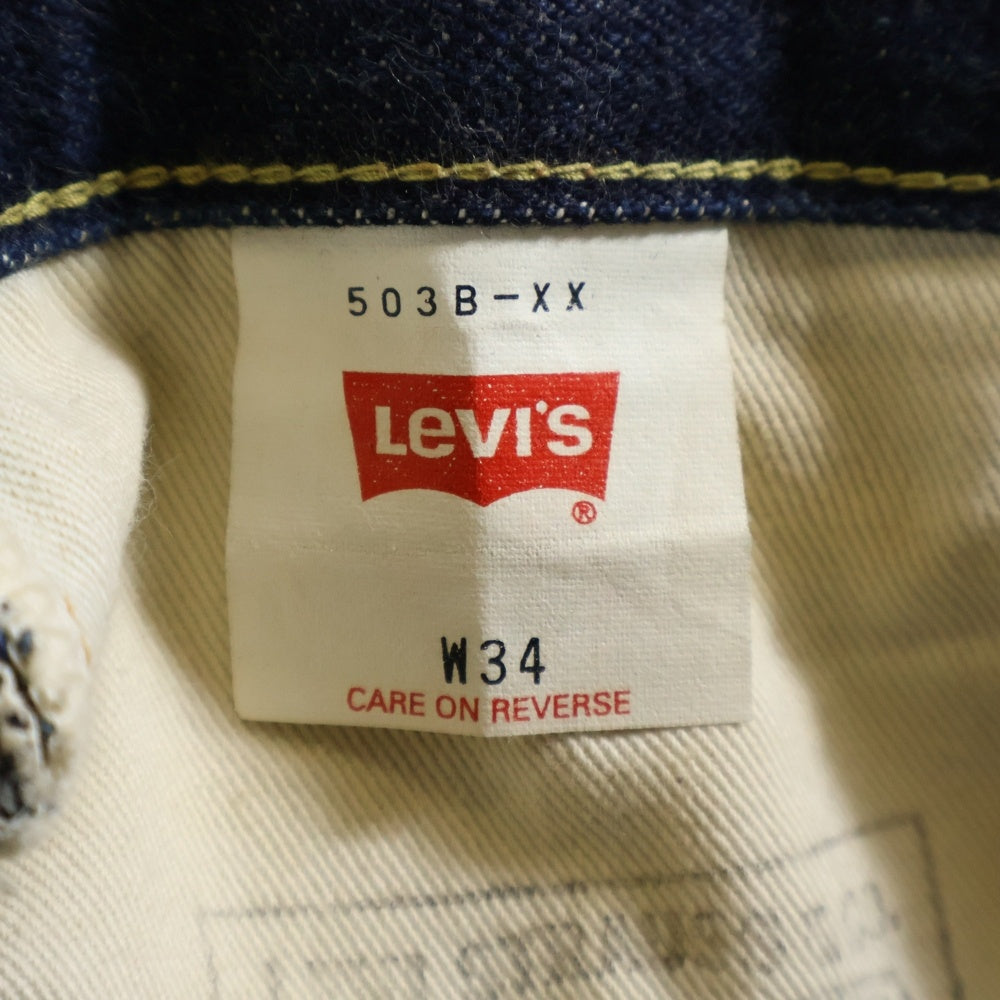 503B-XX
Levi's
®
W34
CARE ON REVERSE